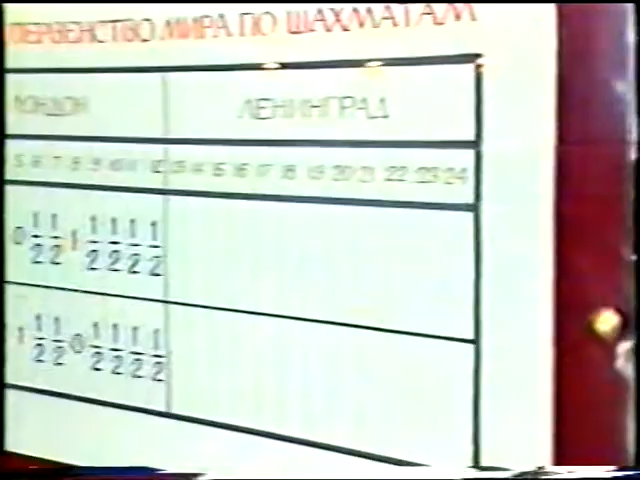 ПЕРВЕНСТВО МИРА ПО ШАХМАТАМ
ЛОНДОН ЛЕНИНГРАД
5 6 7 8 9 10 11 12 13 14 15 16 17 18 19 20 21 22 23 24
0 1/2 1/2 1 1/2 1/2 1/2 1/2
1 1/2 1/2 0 1/2 1/2 1/2 1/2